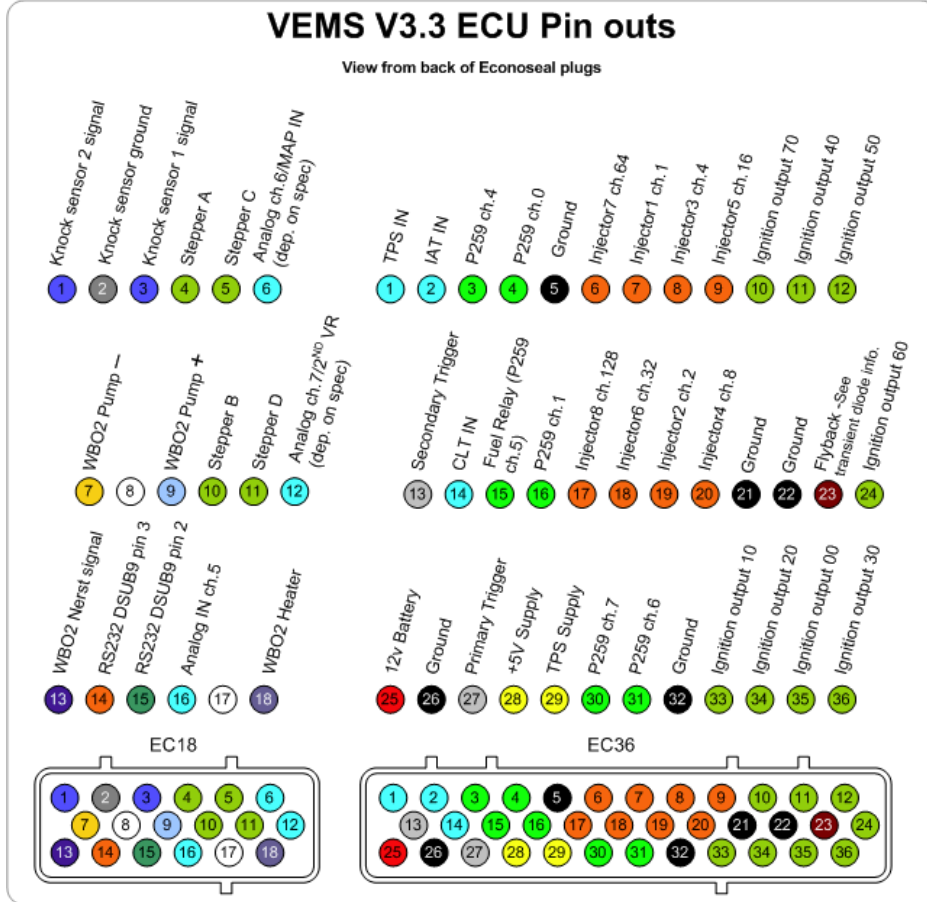 VEMS V3.3 ECU Pin outs
View from back of Econoseal plugs
Knock sensor 2 signal
Knock sensor ground
Knock sensor 1 signal
Stepper A
Stepper C
Analog ch.6/MAP IN
(dep. on spec)
1 2 3 4 5 6
TPS IN
IAT IN
P259 ch.4
P259 ch.0
Ground
Injector7 ch.64
Injector1 ch.1
Injector3 ch.4
Injector5 ch.16
Ignition output 70
Ignition output 40
Ignition output 50
1 2 3 4 5 6 7 8 9 10 11 12
WBO2 Pump –
WBO2 Pump +
Stepper B
Stepper D
Analog ch.7/2ND VR
(dep. on spec)
7 8 9 10 11 12
Secondary Trigger
CLT IN
Fuel Relay (P259
ch.5)
P259 ch.1
Injector8 ch.128
Injector6 ch.32
Injector2 ch.2
Injector4 ch.8
Ground
Ground
Flyback -See
transient diode info.
Ignition output 60
13 14 15 16 17 18 19 20 21 22 23 24
WBO2 Nerst signal
RS232 DSUB9 pin 3
RS232 DSUB9 pin 2
Analog IN ch.5
WBO2 Heater
13 14 15 16 17 18
12v Battery
Ground
Primary Trigger
+5V Supply
TPS Supply
P259 ch.7
P259 ch.6
Ground
Ignition output 10
Ignition output 20
Ignition output 00
Ignition output 30
25 26 27 28 29 30 31 32 33 34 35 36
EC18
1 2 3 4 5 6
7 8 9 10 11 12
13 14 15 16 17 18
EC36
1 2 3 4 5 6 7 8 9 10 11 12
13 14 15 16 17 18 19 20 21 22 23 24
25 26 27 28 29 30 31 32 33 34 35 36